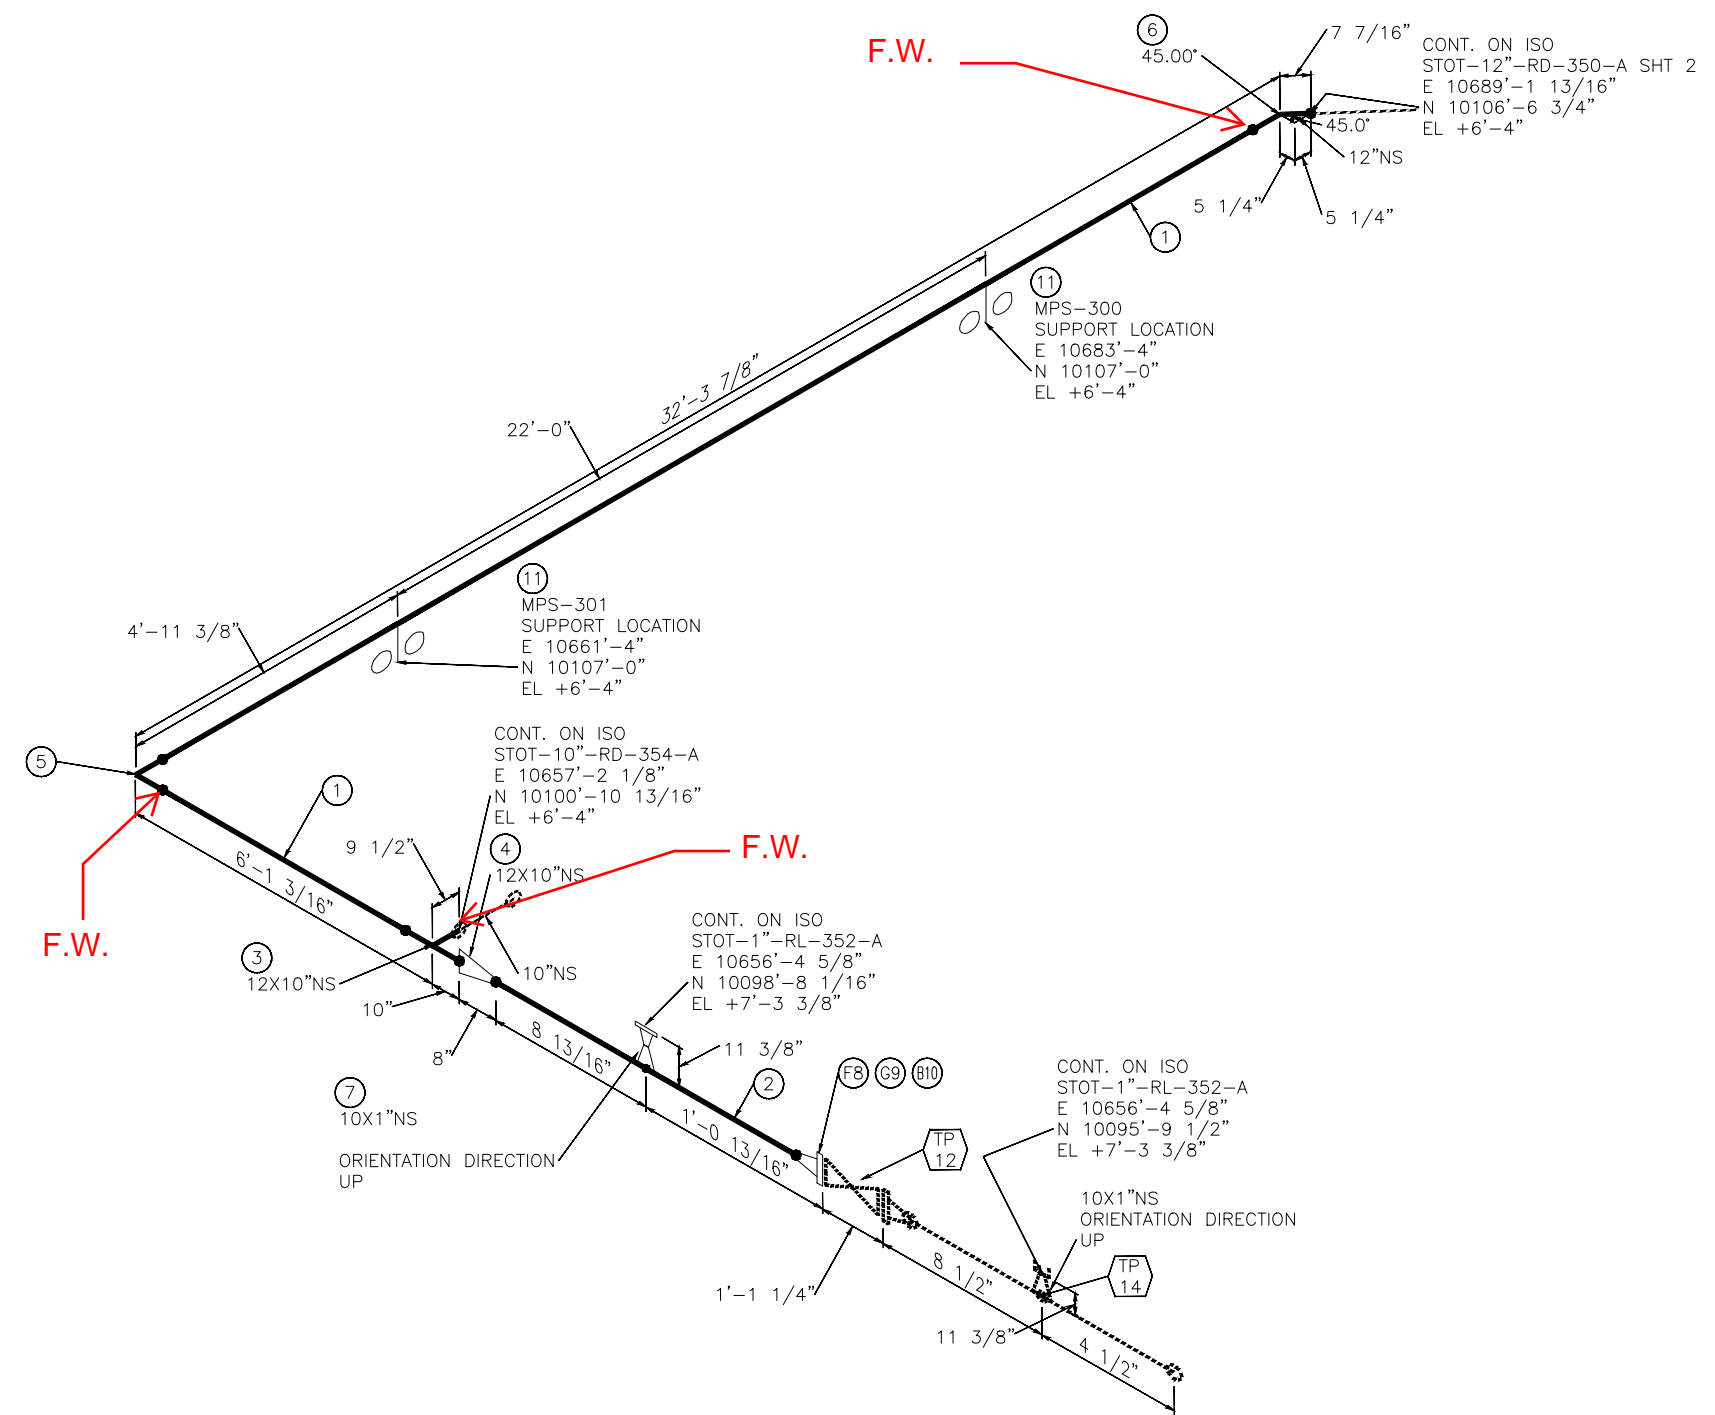 F.W.
6
45.00°
7 7/16"
CONT. ON ISO
STOT-12"-RD-350-A SHT 2
E 10689'-1 13/16"
N 10106'-6 3/4"
EL +6'-4"
45.0°
12"NS
5 1/4"
5 1/4"
1
11
MPS-300
SUPPORT LOCATION
E 10683'-4"
N 10107'-0"
EL +6'-4"
32'-3 7/8"
22'-0"
11
MPS-301
SUPPORT LOCATION
E 10661'-4"
N 10107'-0"
EL +6'-4"
4'-11 3/8"
5
1
CONT. ON ISO
STOT-10"-RD-354-A
E 10657'-2 1/8"
N 10100'-10 13/16"
EL +6'-4"
9 1/2"
4
12X10"NS
F.W.
6'-1 3/16"
F.W.
3
12X10"NS
10"NS
10"
8"
8 13/16"
CONT. ON ISO
STOT-1"-RL-352-A
E 10656'-4 5/8"
N 10098'-8 1/16"
EL +7'-3 3/8"
11 3/8"
7
10X1"NS
ORIENTATION DIRECTION
UP
2
F8 G9 B10
1'-0 13/16"
TP
12
CONT. ON ISO
STOT-1"-RL-352-A
E 10656'-4 5/8"
N 10095'-9 1/2"
EL +7'-3 3/8"
10X1"NS
ORIENTATION DIRECTION
UP
TP
14
1'-1 1/4"
8 1/2"
11 3/8"
4 1/2"